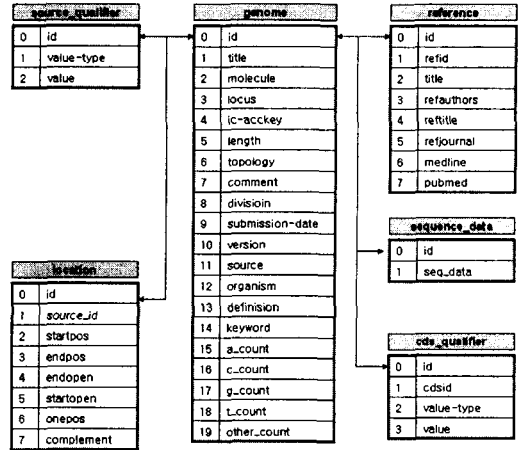 source_qualifier
0 id
1 value-type
2 value
genome
0 id
1 title
2 molecule
3 locus
4 ic-acckey
5 length
6 topology
7 comment
8 divisioin
9 submission-date
10 version
11 source
12 organism
13 definision
14 keyword
15 a_count
16 c_count
17 g_count
18 t_count
19 other_count
reference
0 id
1 refid
2 title
3 refauthors
4 reftitle
5 refjournal
6 medline
7 pubmed
sequence_data
0 id
1 seq_data
location
0 id
1 source_id
2 startpos
3 endpos
4 endopen
5 startopen
6 onepos
7 complement
cds_qualifier
0 id
1 cdsid
2 value-type
3 value